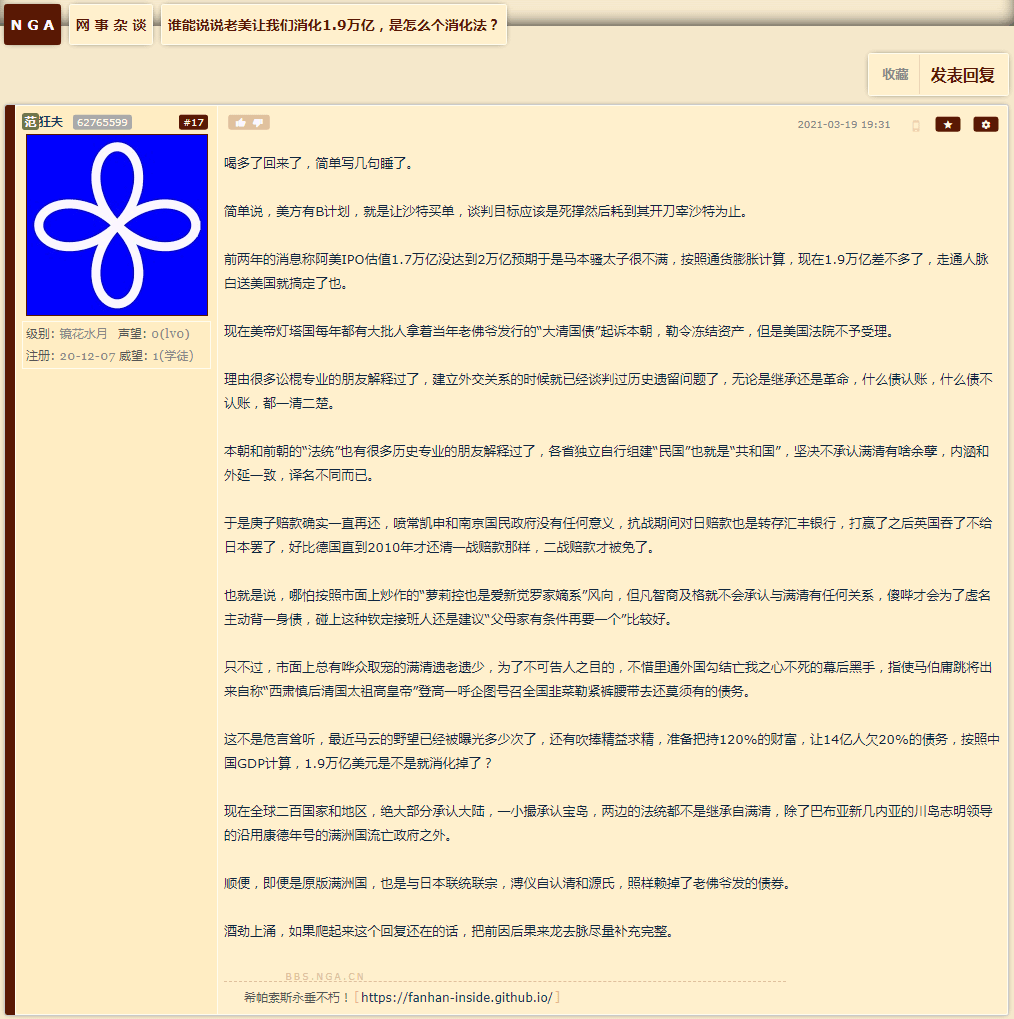 NGA 网事杂谈 谁能说说老美让我们消化1.9万亿，是怎么个消化法？
收藏 发表回复
范狂夫 62765599 #17
2021-03-19 19:31
喝多了回来了，简单写几句睡了。
简单说，美方有B计划，就是让沙特买单，谈判目标应该是死撑然后耗到其开刀宰沙特为止。
前两年的消息称阿美IPO估值1.7万亿没达到2万亿预期于是马本骚太子很不满，按照通货膨胀计算，现在1.9万亿差不多了，走通人脉
白送美国就搞定了也。
现在美帝灯塔国每年都有大批人拿着当年老佛爷发行的“大清国债”起诉本朝，勒令冻结资产，但是美国法院不予受理。
理由很多讼棍专业的朋友解释过了，建立外交关系的时候就已经谈判过历史遗留问题了，无论是继承还是革命，什么债认账，什么债不
认账，都一清二楚。
本朝和前朝的“法统”也有很多历史专业的朋友解释过了，各省独立自行组建“民国”也就是“共和国”，坚决不承认满清有啥余孽，内涵和
外延一致，译名不同而已。
于是庚子赔款确实一直再还，喷常凯申和南京国民政府没有任何意义，抗战期间对日赔款也是转存汇丰银行，打赢了之后英国吞了不给
日本罢了，好比德国直到2010年才还清一战赔款那样，二战赔款才被免了。
也就是说，哪怕按照市面上炒作的“萝莉控也是爱新觉罗家嫡系”风向，但凡智商及格就不会承认与满清有任何关系，傻哔才会为了虚名
主动背一身债，碰上这种钦定接班人还是建议“父母家有条件再要一个”比较好。
只不过，市面上总有哗众取宠的满清遗老遗少，为了不可告人之目的，不惜里通外国勾结亡我之心不死的幕后黑手，指使马伯庸跳将出
来自称“西肃慎后清国太祖高皇帝”登高一呼企图号召全国韭菜勒紧裤腰带去还莫须有的债务。
这不是危言耸听，最近马云的野望已经被曝光多少次了，还有吹捧精益求精，准备把持120%的财富，让14亿人欠20%的债务，按照中
国GDP计算，1.9万亿美元是不是就消化掉了？
现在全球二百国家和地区，绝大部分承认大陆，一小撮承认宝岛，两边的法统都不是继承自满清，除了巴布亚新几内亚的川岛志明领导
的沿用康德年号的满洲国流亡政府之外。
顺便，即便是原版满洲国，也是与日本联统联宗，溥仪自认清和源氏，照样赖掉了老佛爷发的债券。
酒劲上涌，如果爬起来这个回复还在的话，把前因后果来龙去脉尽量补充完整。
级别: 镜花水月 声望: 0(lv0)
注册: 20-12-07 威望: 1(学徒)
BBS.NGA.CN
希帕索斯永垂不朽！[ https://fanhan-inside.github.io/ ]